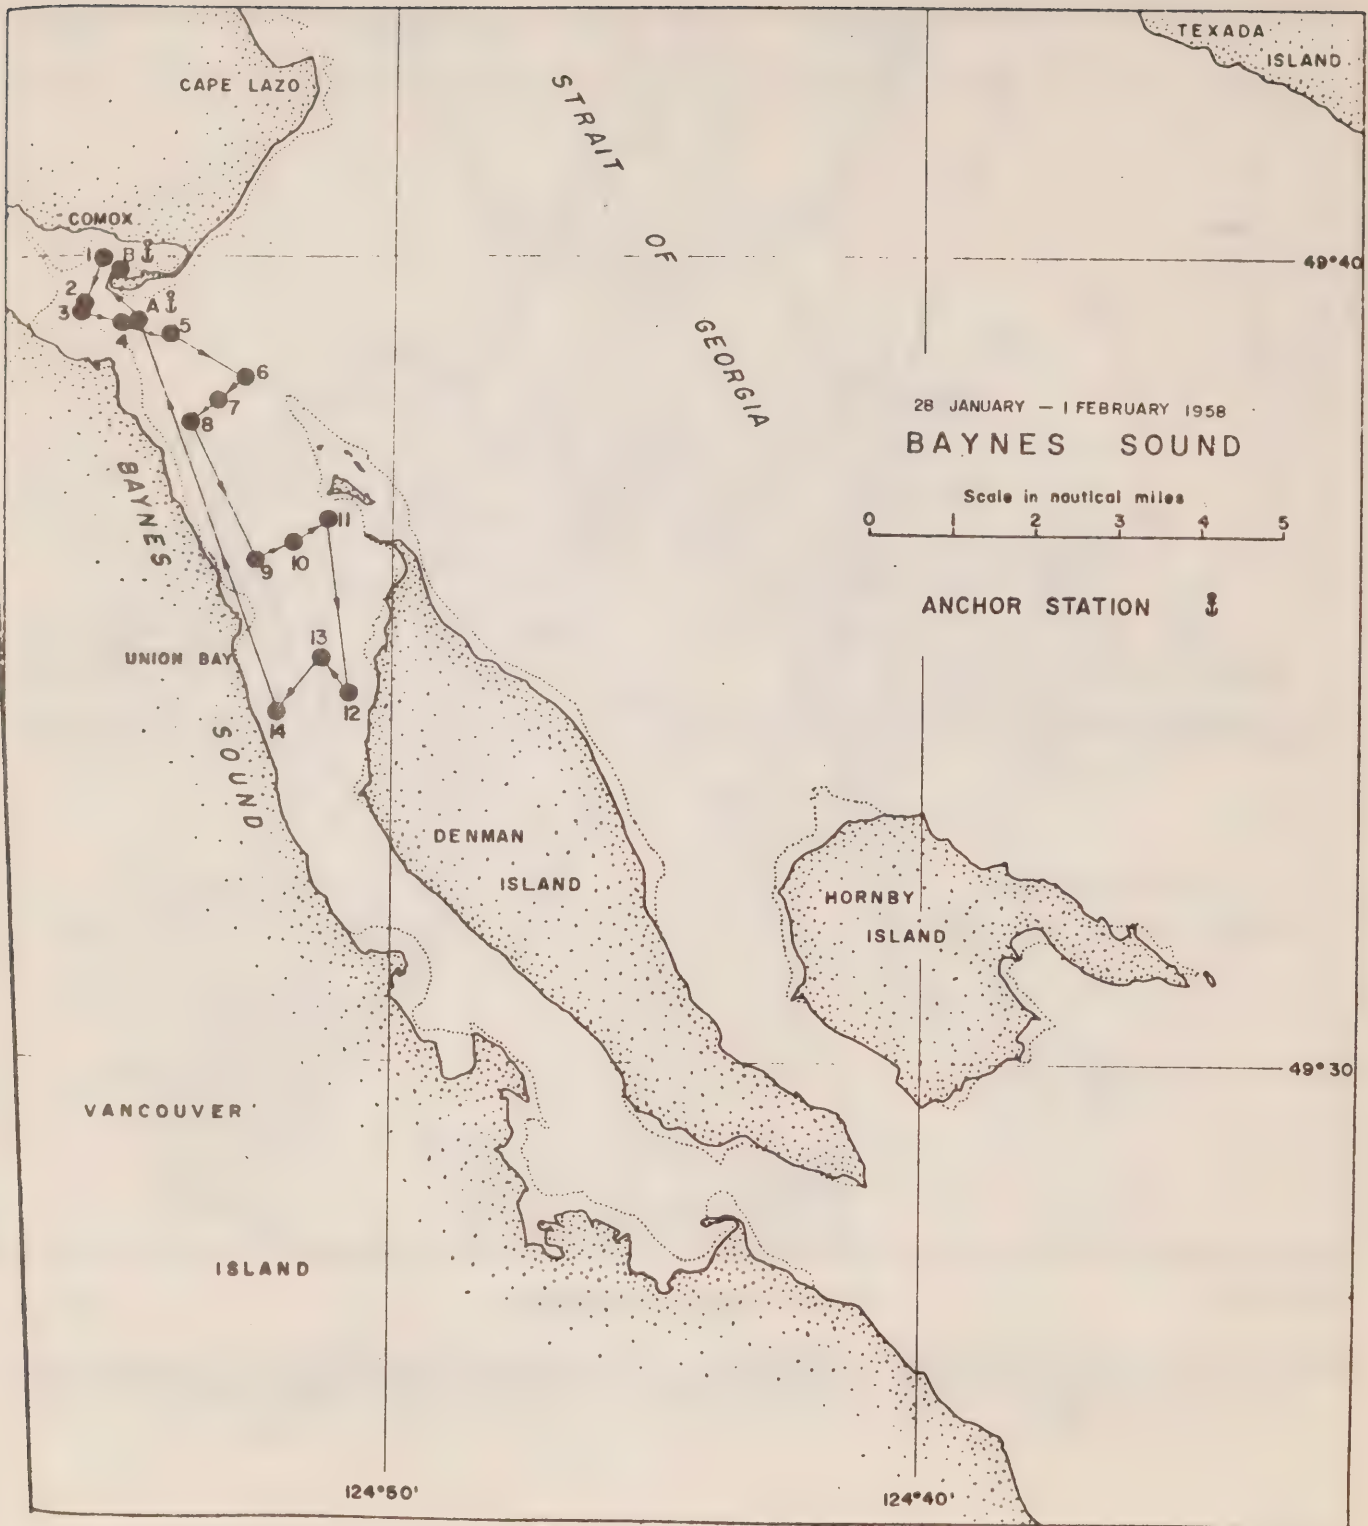 TEXADA
ISLAND
CAPE LAZO
STRAIT
OF
GEORGIA
COMOX
1
B
2
3
A
4
5
6
7
8
49°40
28 JANUARY — 1 FEBRUARY 1958
BAYNES SOUND
Scale in nautical miles
0 1 2 3 4 5
ANCHOR STATION
BAYNES
SOUND
11
10
9
UNION BAY
13
12
14
DENMAN
ISLAND
HORNBY
ISLAND
49°30
VANCOUVER
ISLAND
124°50'
124°40'